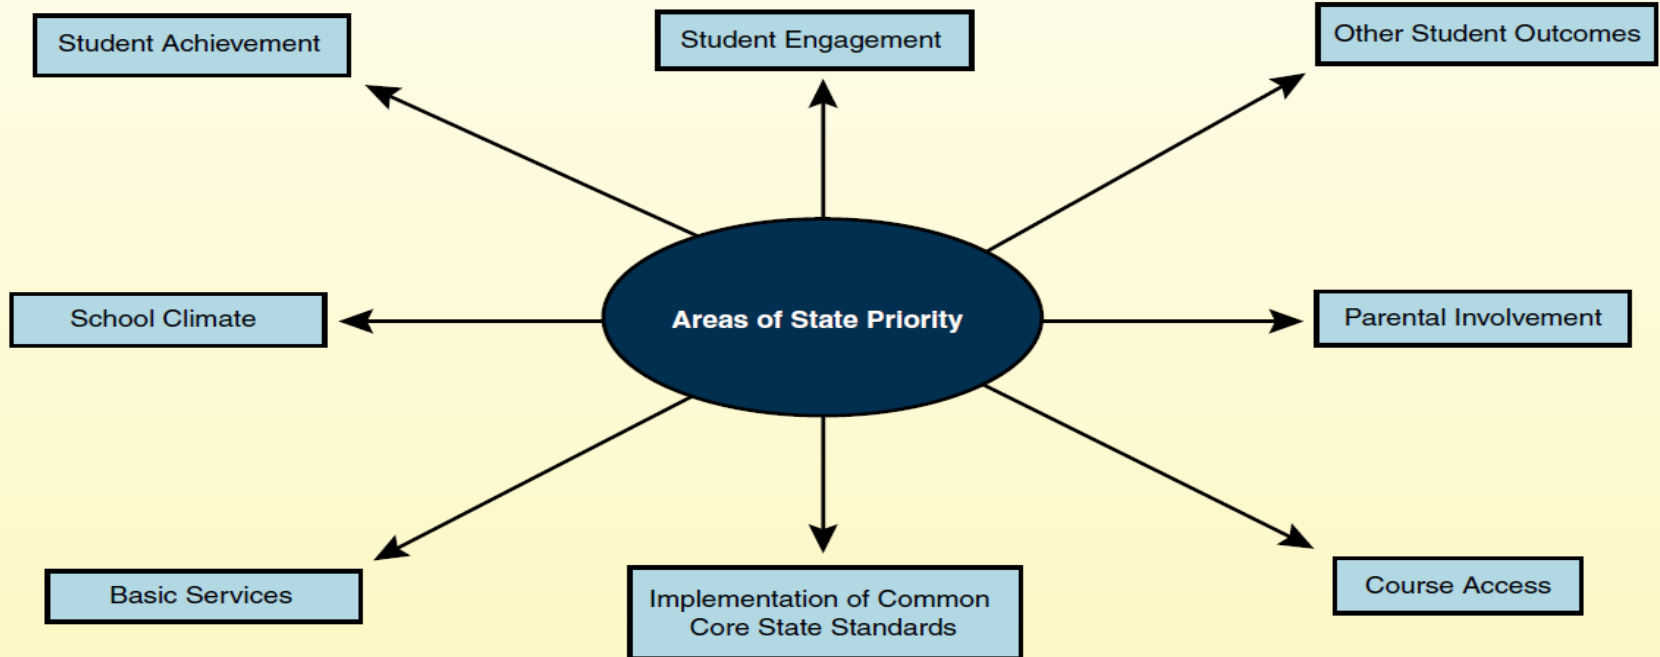 Student Achievement
Student Engagement
Other Student Outcomes
School Climate
Areas of State Priority
Parental Involvement
Basic Services
Implementation of Common
Core State Standards
Course Access